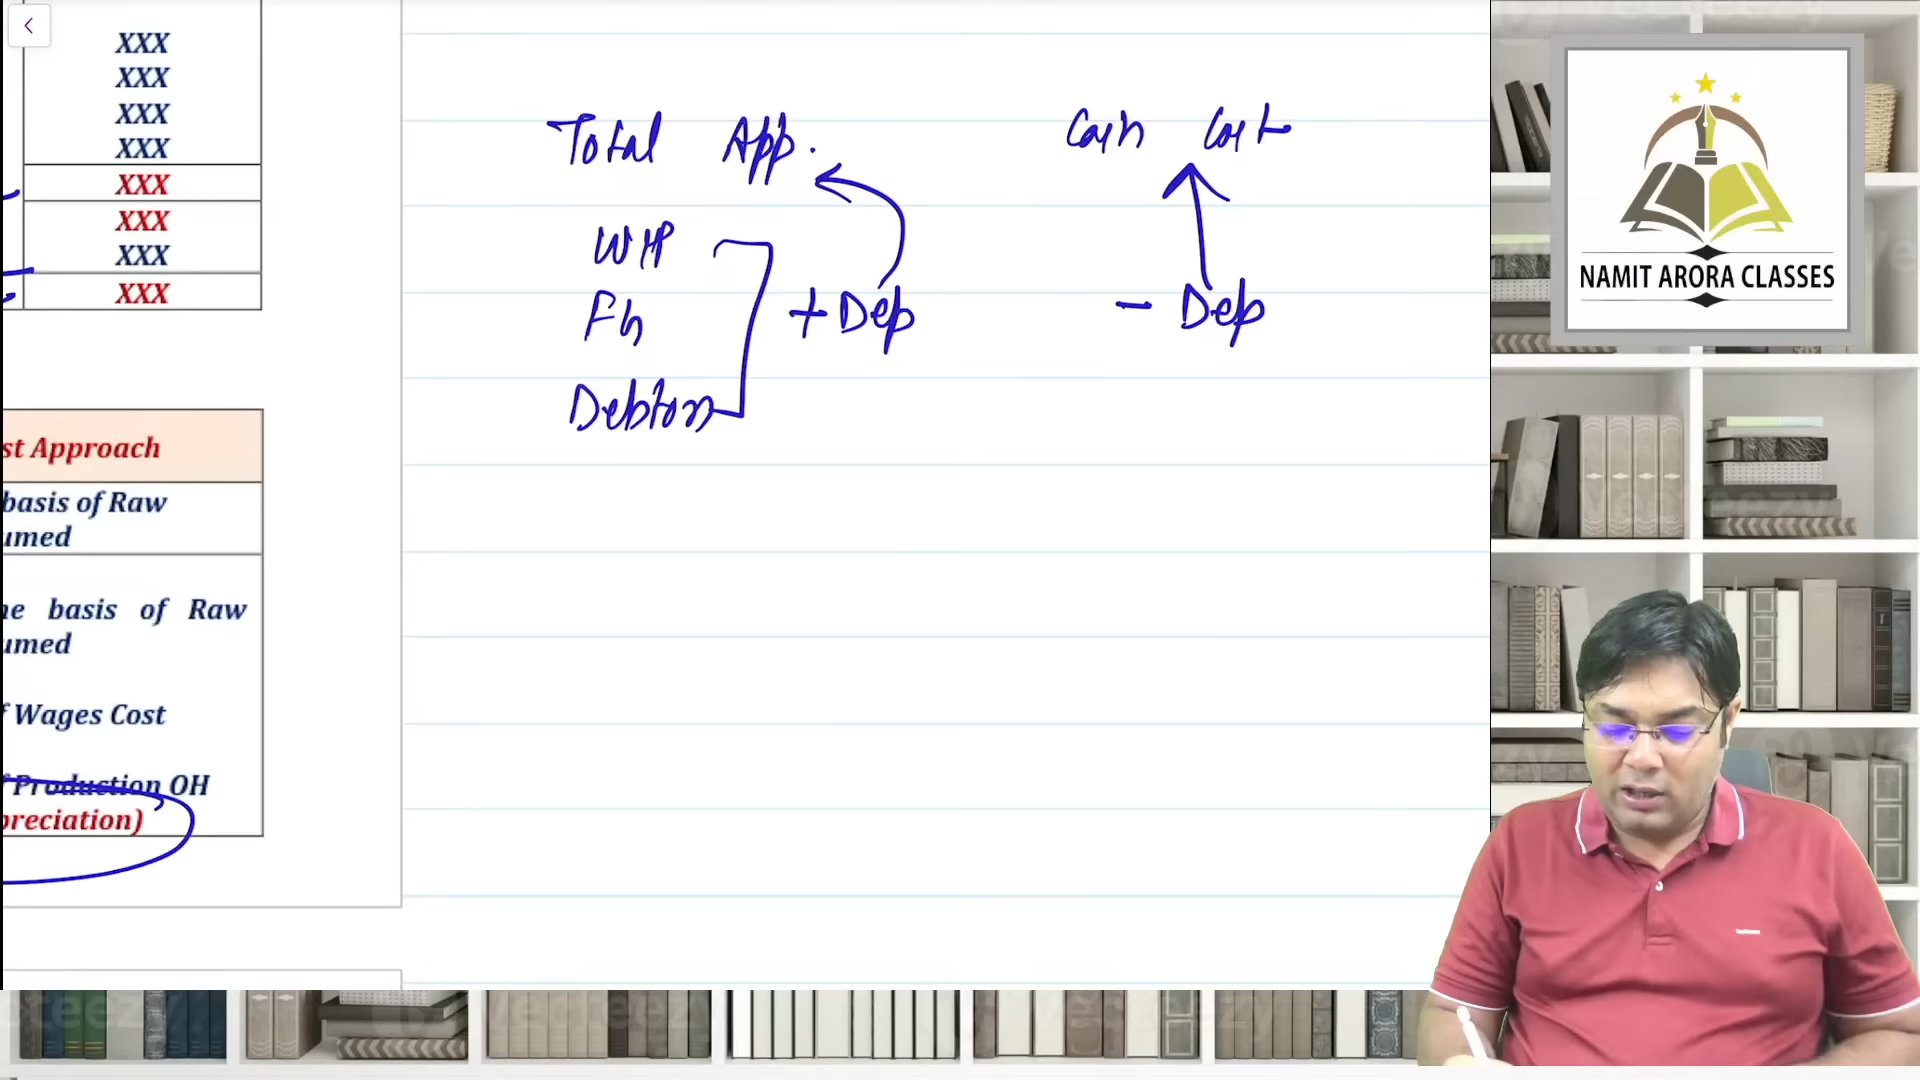 XXX
XXX
XXX
XXX
XXX
XXX
XXX
XXX
st Approach
basis of Raw
umed
ne basis of Raw
umed
f Wages Cost
f Production OH
preciation)
Total App.
WIP
FG
Debtors
+ Dep
Cash Cost
- Dep
NAMIT ARORA CLASSES